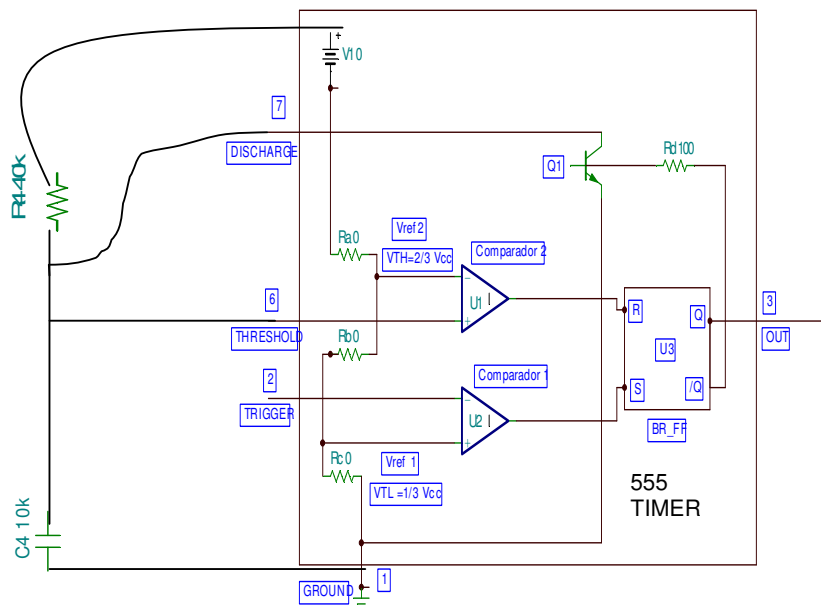 +
V10
7
DISCHARGE
Q1
Rd100
R4 40k
Vref 2
Ra0
VTH=2/3 Vcc
Comparador 2
-
U1
+
6
THRESHOLD
Rb0
R
Q
3
OUT
U3
S
/Q
BR_FF
2
TRIGGER
Comparador 1
-
U2
+
Rc0
Vref 1
VTL =1/3 Vcc
555
TIMER
C4 10k
1
GROUND